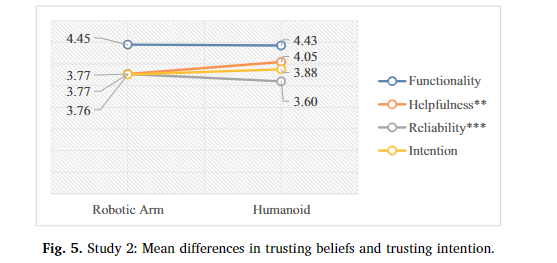 4.45
4.43
4.05
3.77
3.88
3.77
3.60
3.76
Functionality
Helpfulness**
Reliability***
Intention
Robotic Arm Humanoid
Fig. 5. Study 2: Mean differences in trusting beliefs and trusting intention.